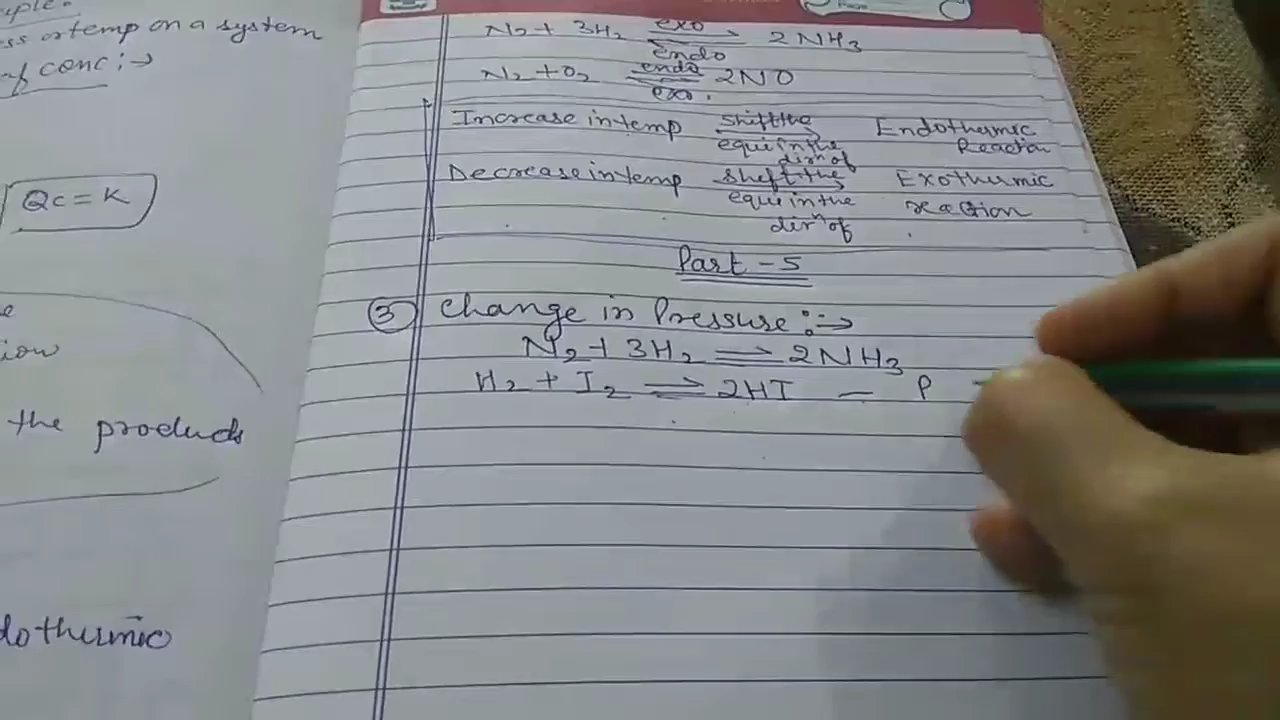 ple.
ss or temp on a system
of conc :→
Qc = K
e
ion
the products
dothermic
N2 + 3H2 exo ⇌ endo 2NH3
N2 + O2 endo ⇌ exo. 2NO
Increase in temp shift the → equi in the dirn of Endothermic Reaction
Decrease in temp sheft the → equi in the dirn of Exothermic reaction
Part - 5
③ Change in Pressure :→
N2 + 3H2 ⇌ 2NH3
H2 + I2 ⇌ 2HI — P